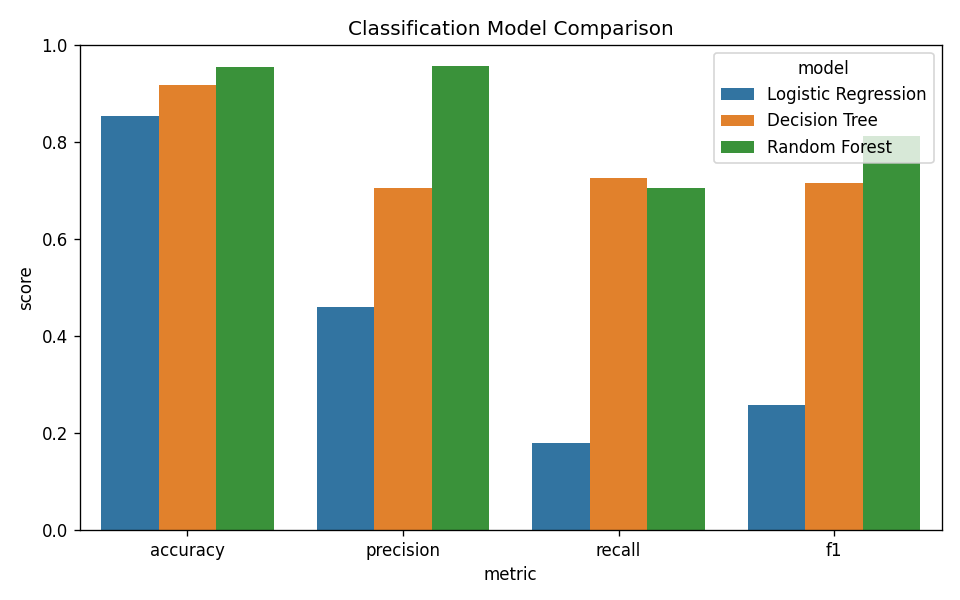 Classification Model Comparison
model
Logistic Regression
Decision Tree
Random Forest
score
1.0
0.8
0.6
0.4
0.2
0.0
accuracy precision recall f1
metric